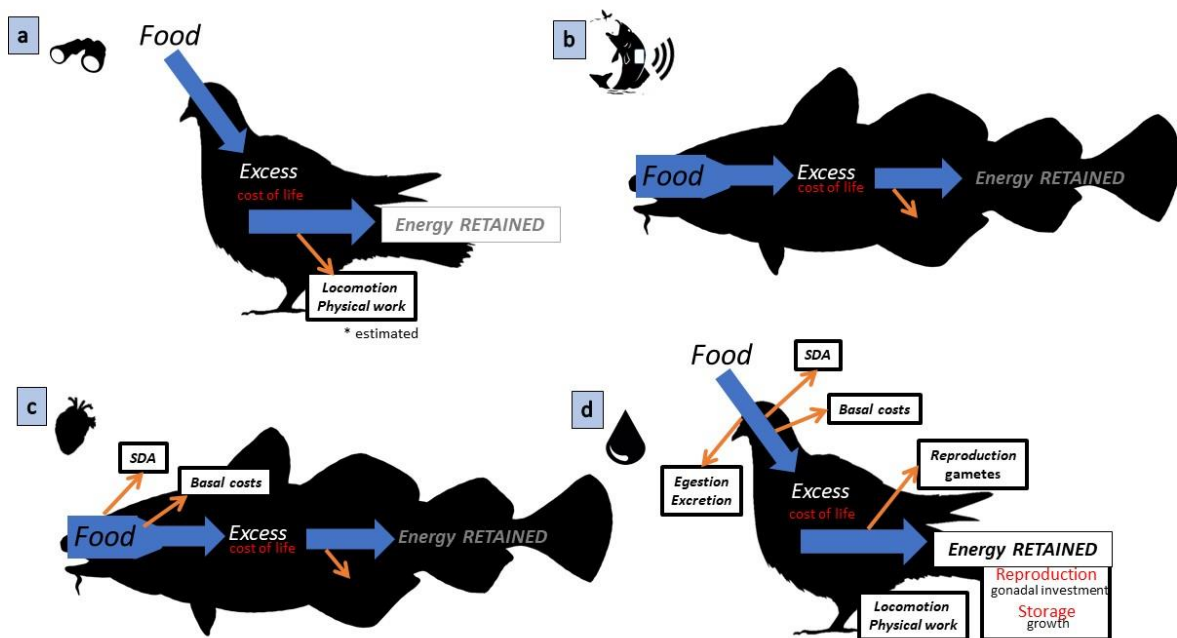 a
Food
Excess
cost of life
Energy RETAINED
Locomotion
Physical work
* estimated
b
Food
Excess
cost of life
Energy RETAINED
c
SDA
Basal costs
Food
Excess
cost of life
Energy RETAINED
d
Food
SDA
Basal costs
Egestion
Excretion
Reproduction
gametes
Excess
cost of life
Energy RETAINED
Reproduction
gonadal investment
Storage
growth
Locomotion
Physical work